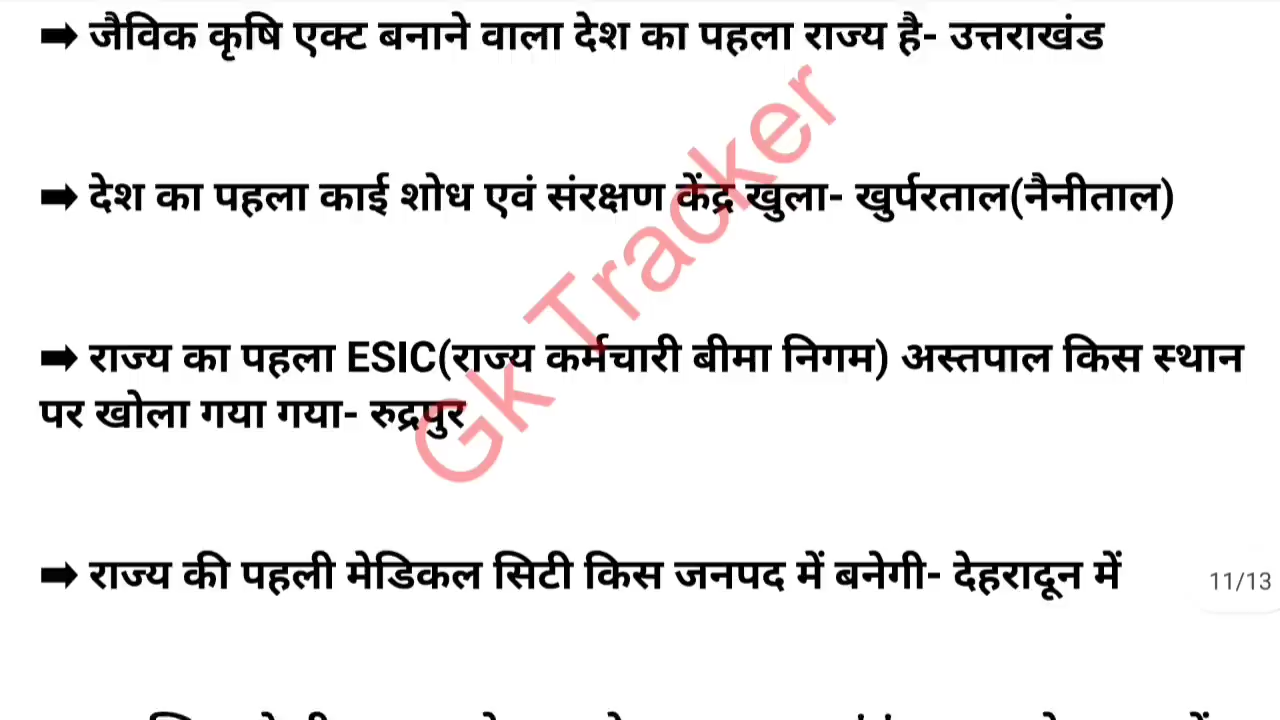 ➡ जैविक कृषि एक्ट बनाने वाला देश का पहला राज्य है- उत्तराखंड
➡ देश का पहला काई शोध एवं संरक्षण केंद्र खुला- खुर्परताल(नैनीताल)
➡ राज्य का पहला ESIC(राज्य कर्मचारी बीमा निगम) अस्तपाल किस स्थान
पर खोला गया गया- रुद्रपुर
➡ राज्य की पहली मेडिकल सिटी किस जनपद में बनेगी- देहरादून में
11/13
Gk Tracker